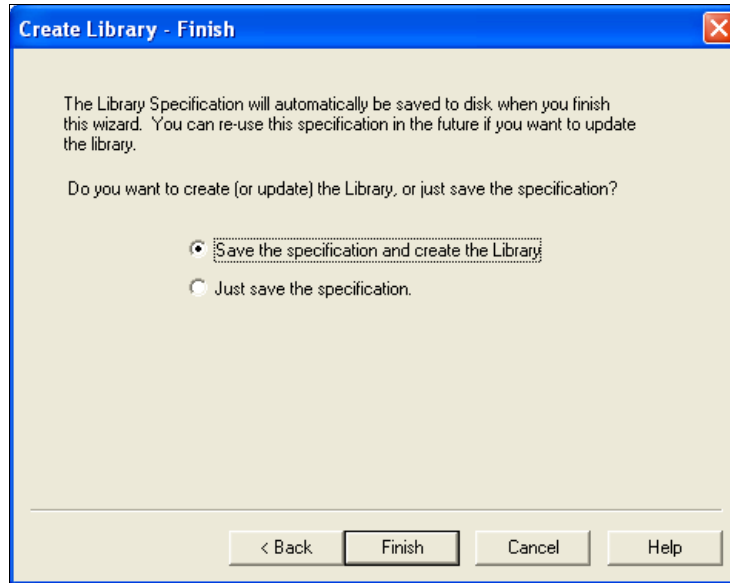 Create Library - Finish
The Library Specification will automatically be saved to disk when you finish
this wizard. You can re-use this specification in the future if you want to update
the library.
Do you want to create (or update) the Library, or just save the specification?
Save the specification and create the Library
Just save the specification.
< Back Finish Cancel Help